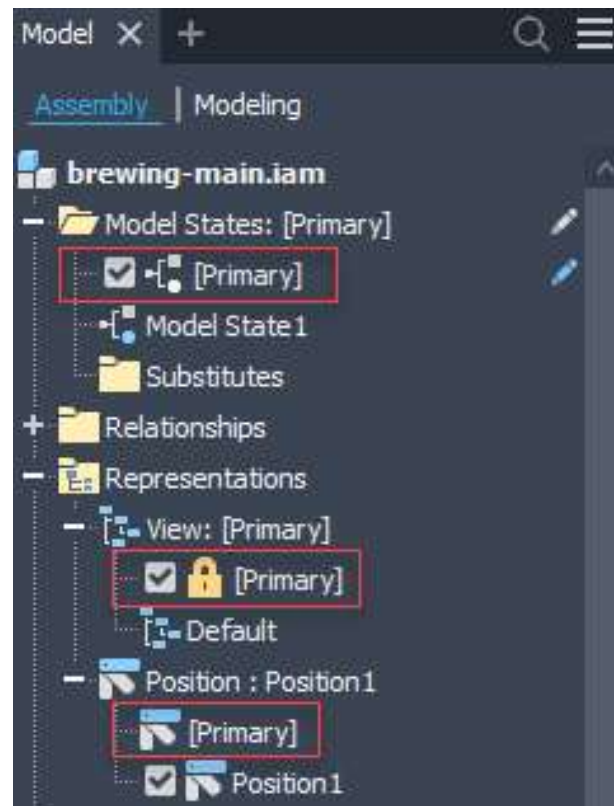 Model
Assembly | Modeling
brewing-main.iam
Model States: [Primary]
[Primary]
Model State1
Substitutes
Relationships
Representations
View: [Primary]
[Primary]
Default
Position : Position1
[Primary]
Position1